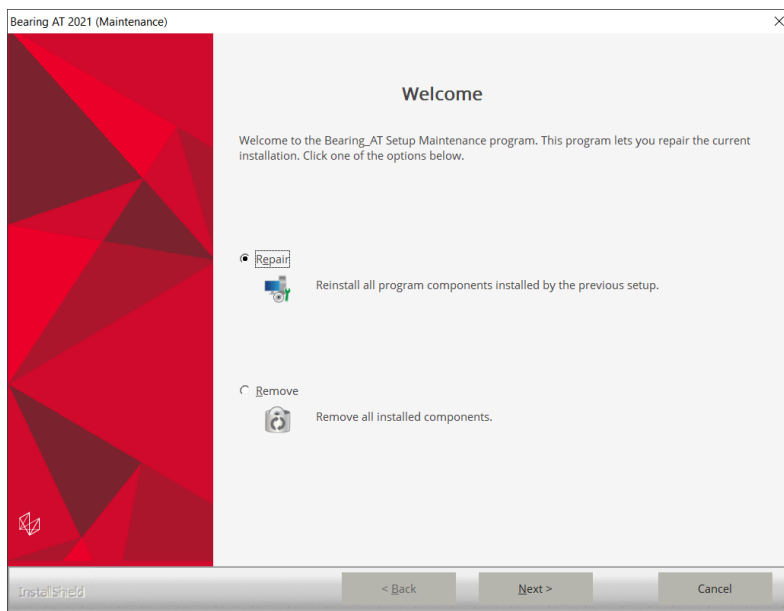 Bearing AT 2021 (Maintenance)
Welcome
Welcome to the Bearing_AT Setup Maintenance program. This program lets you repair the current
installation. Click one of the options below.
Repair
Reinstall all program components installed by the previous setup.
Remove
Remove all installed components.
InstallShield
< Back
Next >
Cancel